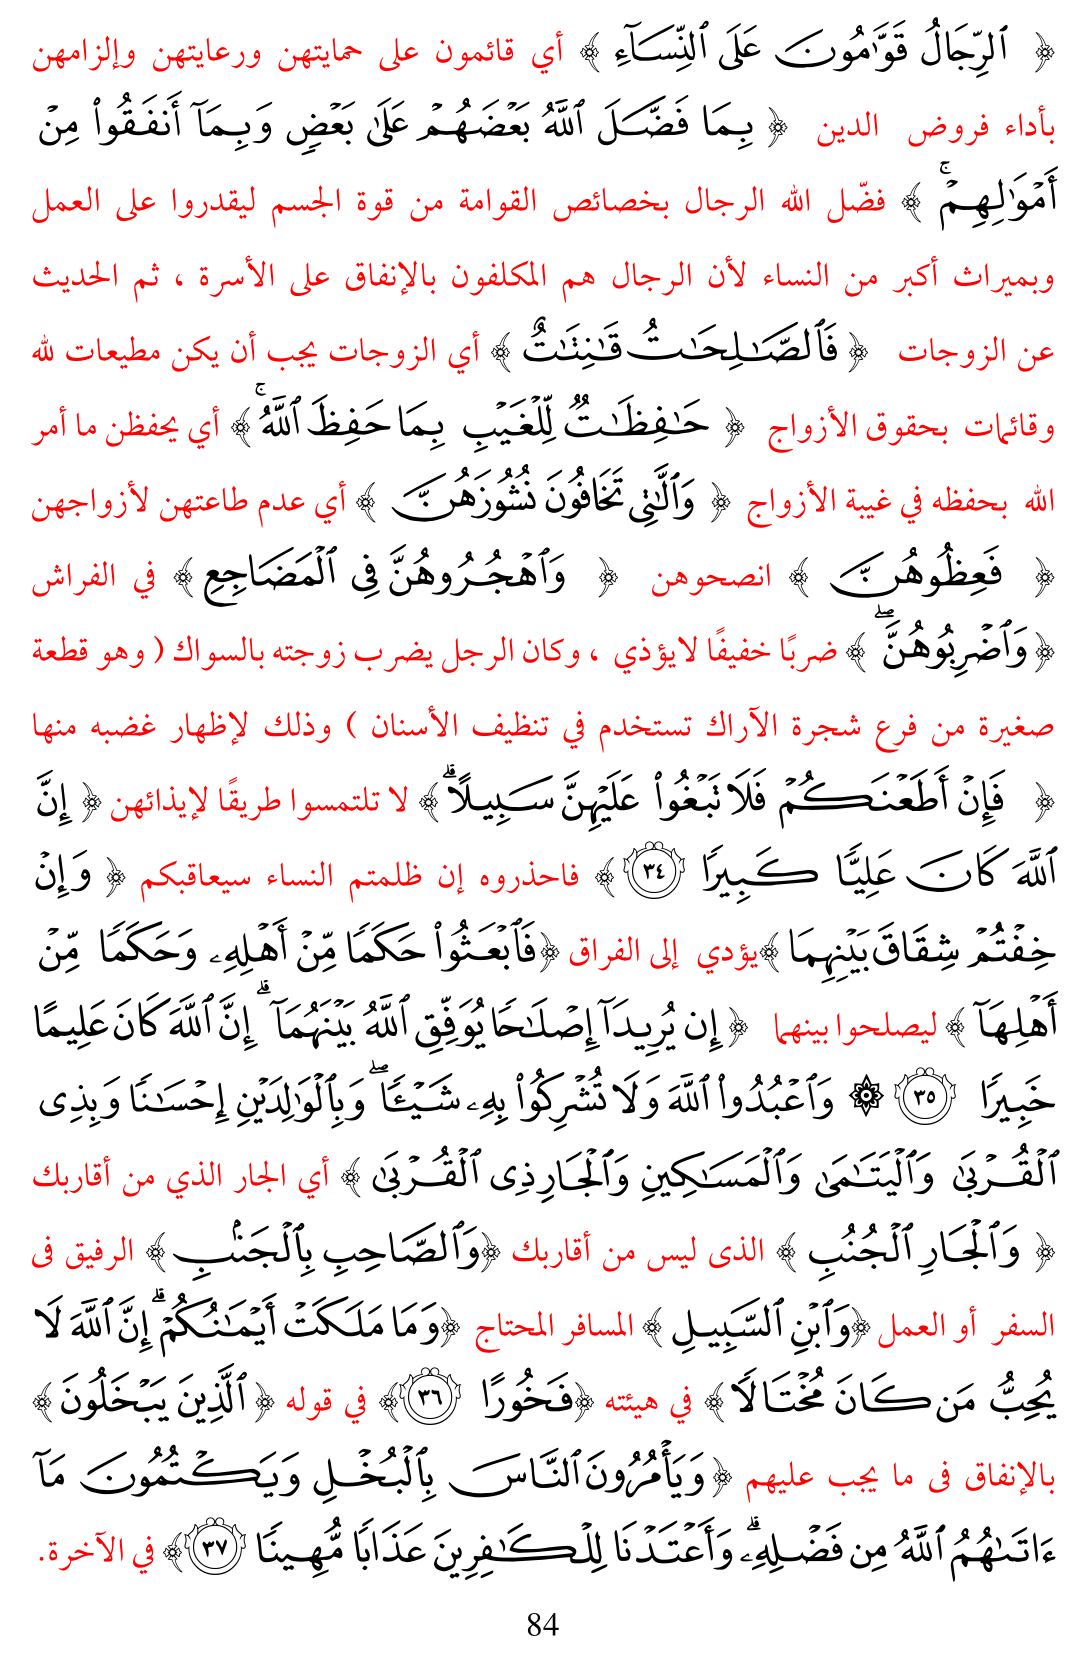 ﴿ ٱلرِّجَالُ قَوَّٰمُونَ عَلَى ٱلنِّسَآءِ ﴾ أي قائمون على حمايتهن ورعايتهن وإلزامهن
بأداء فروض الدين ﴿ بِمَا فَضَّلَ ٱللَّهُ بَعۡضَهُمۡ عَلَىٰ بَعۡضٖ وَبِمَآ أَنفَقُواْ مِنۡ
أَمۡوَٰلِهِمۡۚ ﴾ فضّل الله الرجال بخصائص القوامة من قوة الجسم ليقدروا على العمل
وبميراث أكبر من النساء لأن الرجال هم المكلفون بالإنفاق على الأسرة ، ثم الحديث
عن الزوجات ﴿ فَٱلصَّٰلِحَٰتُ قَٰنِتَٰتٌ ﴾ أي الزوجات يجب أن يكن مطيعات لله
وقائمات بحقوق الأزواج ﴿ حَٰفِظَٰتٞ لِّلۡغَيۡبِ بِمَا حَفِظَ ٱللَّهُۚ ﴾ أي يحفظن ما أمر
الله بحفظه في غيبة الأزواج ﴿ وَٱلَّٰتِي تَخَافُونَ نُشُوزَهُنَّ ﴾ أي عدم طاعتهن لأزواجهن
﴿ فَعِظُوهُنَّ ﴾ انصحوهن ﴿ وَٱهۡجُرُوهُنَّ فِي ٱلۡمَضَاجِعِ ﴾ في الفراش
﴿ وَٱضۡرِبُوهُنَّۖ ﴾ ضربًا خفيفًا لايؤذي ، وكان الرجل يضرب زوجته بالسواك ( وهو قطعة
صغيرة من فرع شجرة الآراك تستخدم في تنظيف الأسنان ) وذلك لإظهار غضبه منها
﴿ فَإِنۡ أَطَعۡنَكُمۡ فَلَا تَبۡغُواْ عَلَيۡهِنَّ سَبِيلًاۗ ﴾ لا تلتمسوا طريقًا لإيذائهن ﴿ إِنَّ
ٱللَّهَ كَانَ عَلِيّٗا كَبِيرٗا ٣٤ ﴾ فاحذروه إن ظلمتم النساء سيعاقبكم ﴿ وَإِنۡ
خِفۡتُمۡ شِقَاقَ بَيۡنِهِمَا ﴾ يؤدي إلى الفراق ﴿ فَٱبۡعَثُواْ حَكَمٗا مِّنۡ أَهۡلِهِۦ وَحَكَمٗا مِّنۡ
أَهۡلِهَآ ﴾ ليصلحوا بينهما ﴿ إِن يُرِيدَآ إِصۡلَٰحٗا يُوَفِّقِ ٱللَّهُ بَيۡنَهُمَآۗ إِنَّ ٱللَّهَ كَانَ عَلِيمًا
خَبِيرٗا ٣٥ ۞ وَٱعۡبُدُواْ ٱللَّهَ وَلَا تُشۡرِكُواْ بِهِۦ شَيۡـٔٗاۖ وَبِٱلۡوَٰلِدَيۡنِ إِحۡسَٰنٗا وَبِذِي
ٱلۡقُرۡبَىٰ وَٱلۡيَتَٰمَىٰ وَٱلۡمَسَٰكِينِ وَٱلۡجَارِ ذِي ٱلۡقُرۡبَىٰ ﴾ أي الجار الذي من أقاربك
﴿ وَٱلۡجَارِ ٱلۡجُنُبِ ﴾ الذى ليس من أقاربك ﴿ وَٱلصَّاحِبِ بِٱلۡجَنۢبِ ﴾ الرفيق فى
السفر أو العمل ﴿ وَٱبۡنِ ٱلسَّبِيلِ ﴾ المسافر المحتاج ﴿ وَمَا مَلَكَتۡ أَيۡمَٰنُكُمۡۗ إِنَّ ٱللَّهَ لَا
يُحِبُّ مَن كَانَ مُخۡتَالٗا ﴾ في هيئته ﴿ فَخُورًا ٣٦ ﴾ في قوله ﴿ ٱلَّذِينَ يَبۡخَلُونَ ﴾
بالإنفاق فى ما يجب عليهم ﴿ وَيَأۡمُرُونَ ٱلنَّاسَ بِٱلۡبُخۡلِ وَيَكۡتُمُونَ مَآ
ءَاتَىٰهُمُ ٱللَّهُ مِن فَضۡلِهِۦۗ وَأَعۡتَدۡنَا لِلۡكَٰفِرِينَ عَذَابٗا مُّهِينٗا ٣٧ ﴾ في الآخرة.
84